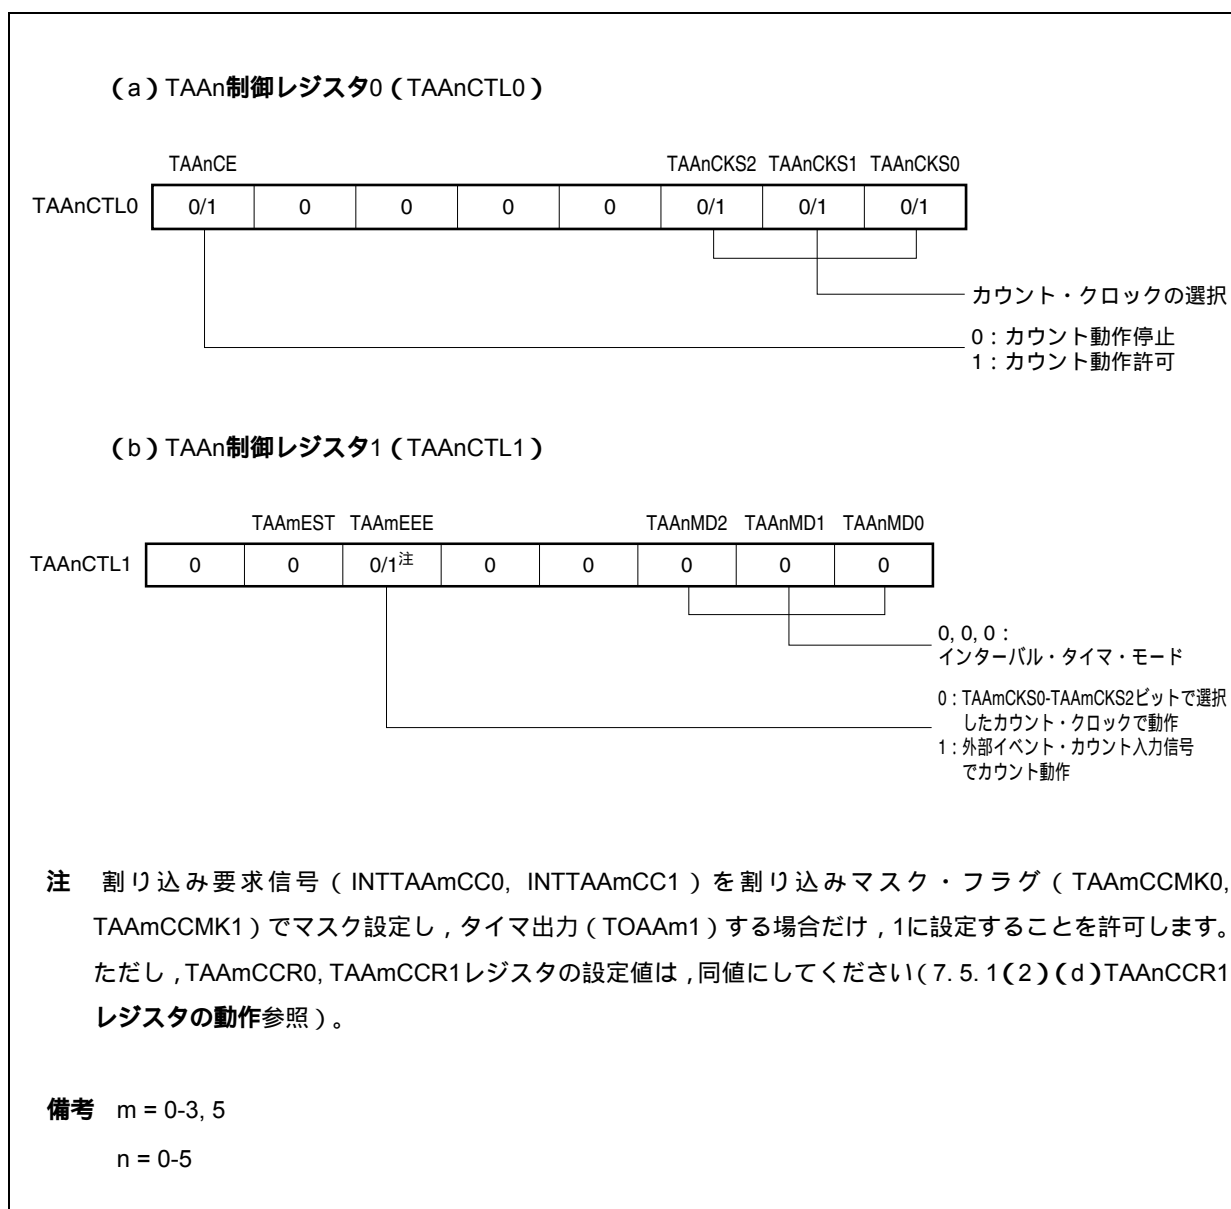 （a）TAAn制御レジスタ0（TAAnCTL0）
TAAnCE TAAnCKS2 TAAnCKS1 TAAnCKS0
TAAnCTL0 0/1 0 0 0 0 0/1 0/1 0/1
カウント・クロックの選択
0：カウント動作停止
1：カウント動作許可
（b）TAAn制御レジスタ1（TAAnCTL1）
TAAmEST TAAmEEE TAAnMD2 TAAnMD1 TAAnMD0
TAAnCTL1 0 0 0/1注 0 0 0 0 0
0, 0, 0：
インターバル・タイマ・モード
0：TAAmCKS0-TAAmCKS2ビットで選択
したカウント・クロックで動作
1：外部イベント・カウント入力信号
でカウント動作
注 割り込み要求信号（INTTAAmCC0, INTTAAmCC1）を割り込みマスク・フラグ（TAAmCCMK0,
TAAmCCMK1）でマスク設定し，タイマ出力（TOAAm1）する場合だけ，1に設定することを許可します。
ただし，TAAmCCR0, TAAmCCR1レジスタの設定値は，同値にしてください（7. 5. 1（2）（d）TAAnCCR1
レジスタの動作参照）。
備考 m = 0-3, 5
n = 0-5